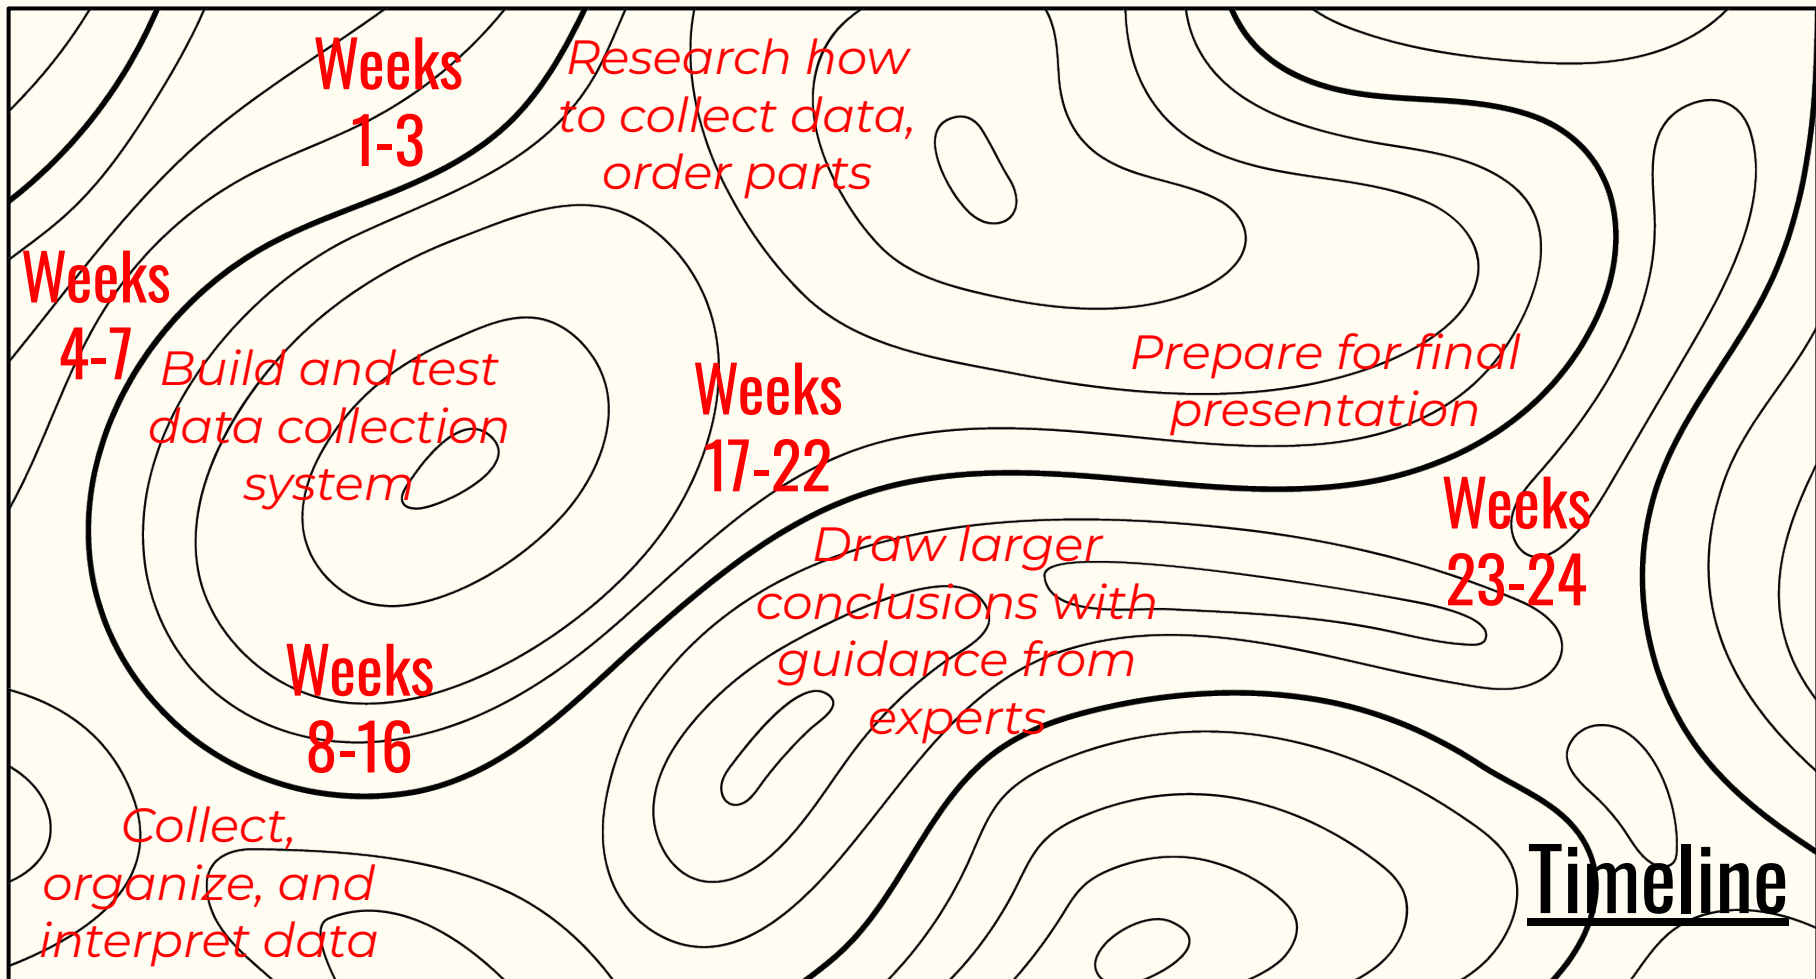 Weeks
1-3
Research how
to collect data,
order parts
Weeks
4-7
Build and test
data collection
system
Weeks
8-16
Collect,
organize, and
interpret data
Weeks
17-22
Draw larger
conclusions with
guidance from
experts
Weeks
23-24
Prepare for final
presentation
Timeline